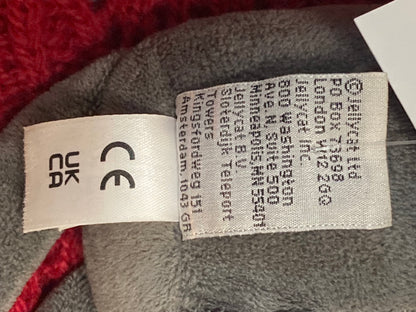 © Jellycat Ltd
PO BOX 77698
London W12 2GQ
Jellycat Inc
800 Washington
Ave N Suite 500
Minneapolis MN 55401
Jellycat B.V.
Sloterdijk Teleport
Towers
Kingsfordweg 151
Amsterdam 1043 GR
CE
UK
CA